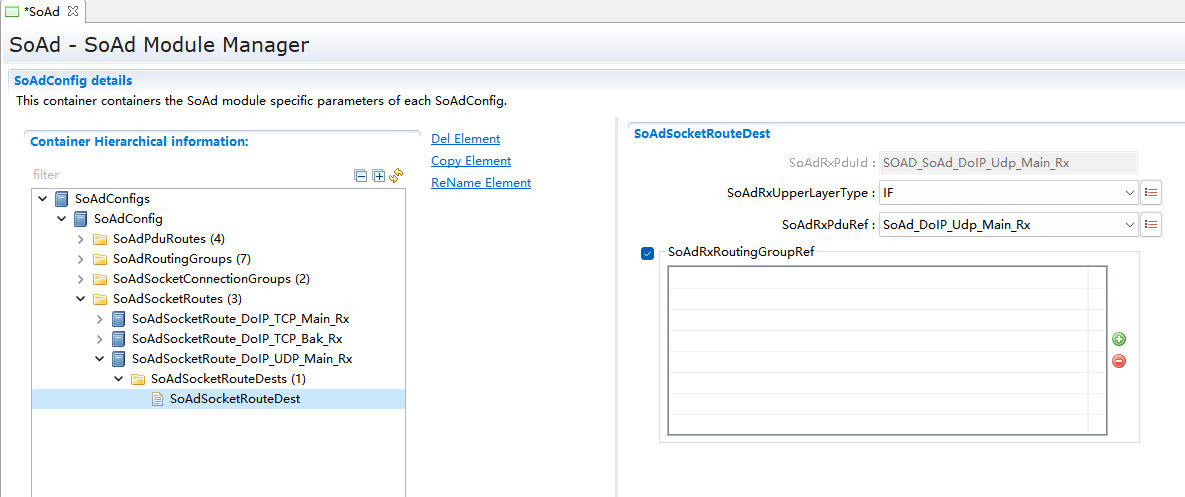 *SoAd
SoAd - SoAd Module Manager
SoAdConfig details
This container containers the SoAd module specific parameters of each SoAdConfig.
Container Hierarchical information:
filter
SoAdConfigs
SoAdConfig
SoAdPduRoutes (4)
SoAdRoutingGroups (7)
SoAdSocketConnectionGroups (2)
SoAdSocketRoutes (3)
SoAdSocketRoute_DoIP_TCP_Main_Rx
SoAdSocketRoute_DoIP_TCP_Bak_Rx
SoAdSocketRoute_DoIP_UDP_Main_Rx
SoAdSocketRouteDests (1)
SoAdSocketRouteDest
Del Element
Copy Element
ReName Element
SoAdSocketRouteDest
SoAdRxPduId : SOAD_SoAd_DoIP_Udp_Main_Rx
SoAdRxUpperLayerType : IF
SoAdRxPduRef : SoAd_DoIP_Udp_Main_Rx
SoAdRxRoutingGroupRef